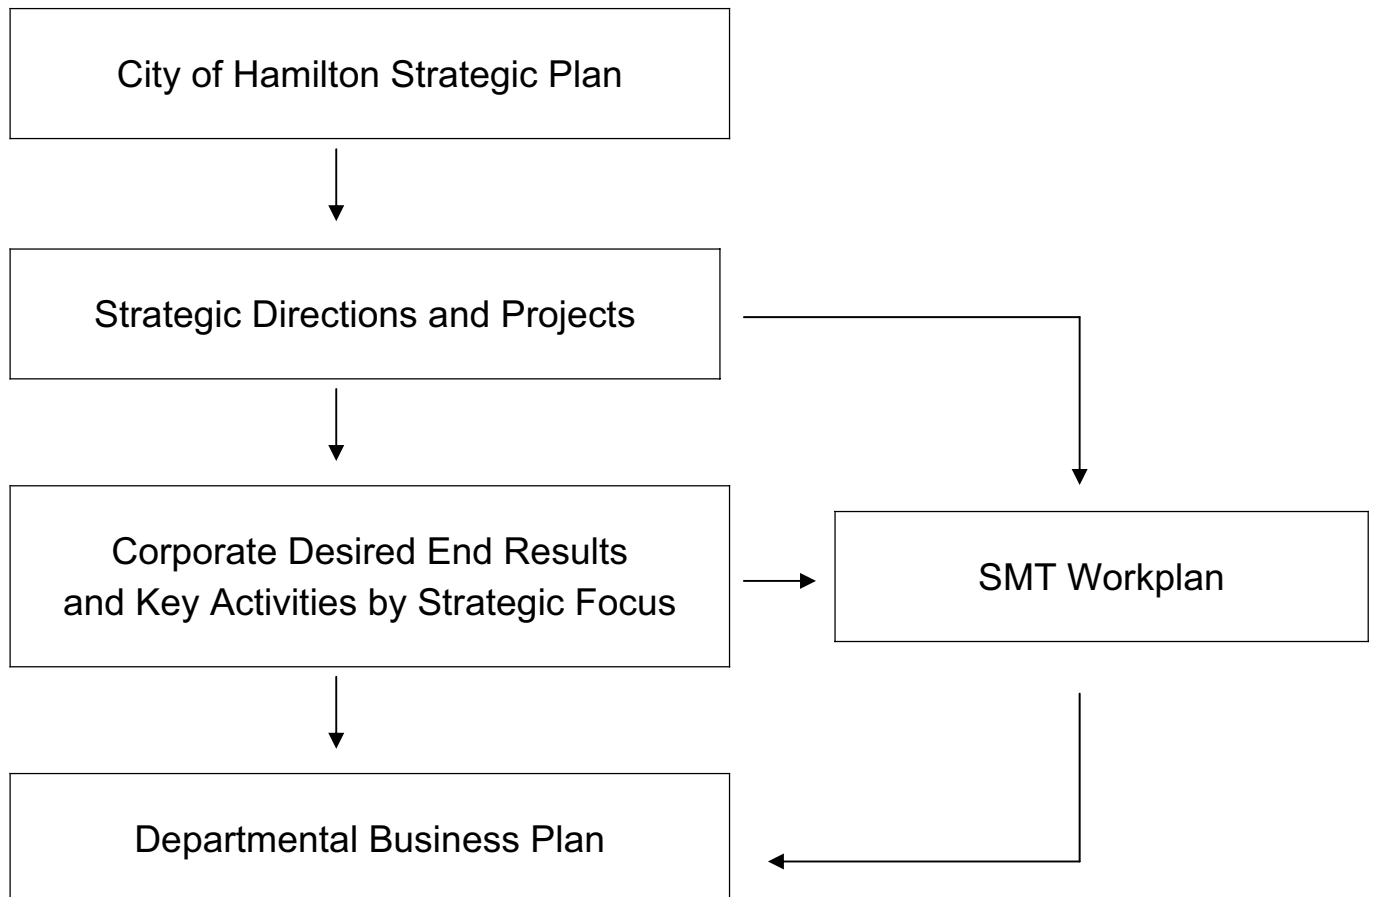 City of Hamilton Strategic Plan
Strategic Directions and Projects
Corporate Desired End Results
and Key Activities by Strategic Focus
SMT Workplan
Departmental Business Plan